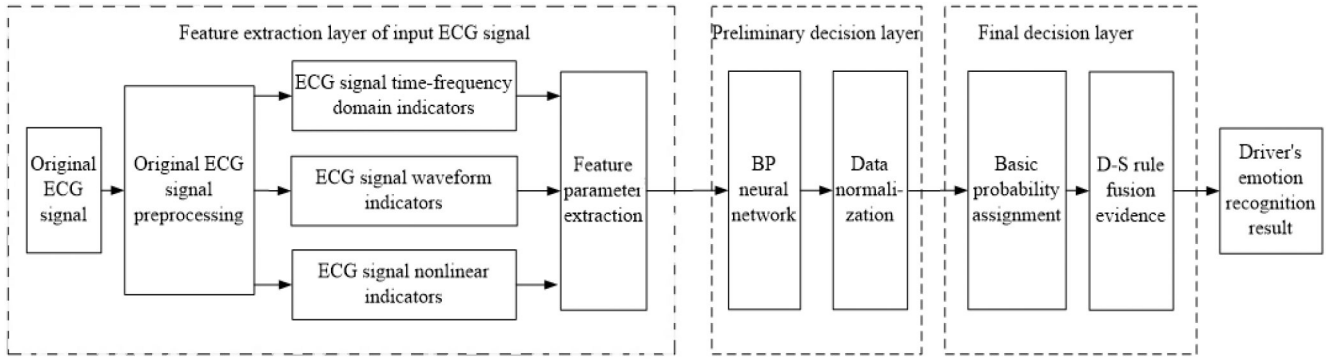 Feature extraction layer of input ECG signal
Original
ECG
signal
Original ECG
signal
preprocessing
ECG signal time-frequency
domain indicators
ECG signal waveform
indicators
ECG signal nonlinear
indicators
Feature
parameter
extraction
Preliminary decision layer
BP
neural
network
Data
normali-
zation
Final decision layer
Basic
probability
assignment
D-S rule
fusion
evidence
Driver's
emotion
recognition
result